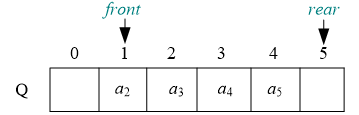 front rear
0 1 2 3 4 5
Q a₂ a₃ a₄ a₅